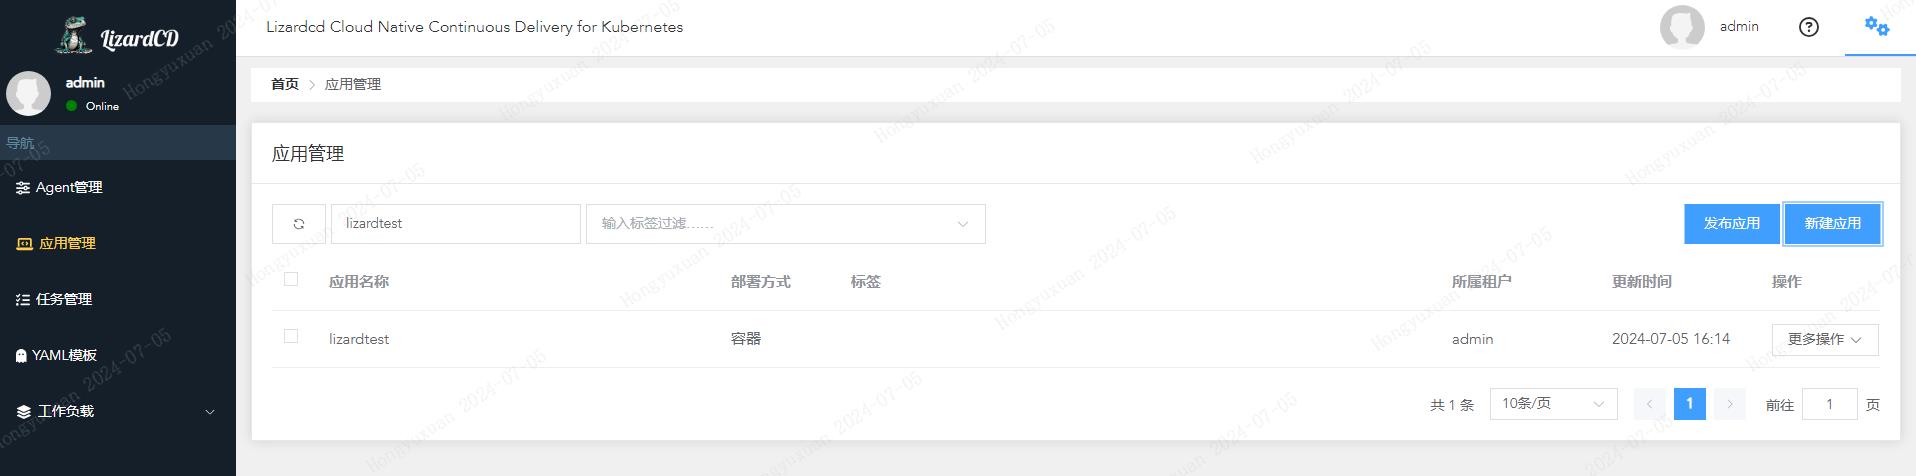 LizardCD
Lizardcd Cloud Native Continuous Delivery for Kubernetes
admin
admin
Online
导航
Agent管理
应用管理
任务管理
YAML模板
工作负载
首页 > 应用管理
应用管理
lizardtest
输入标签过滤......
发布应用
新建应用
应用名称 部署方式 标签 所属租户 更新时间 操作
lizardtest 容器 admin 2024-07-05 16:14 更多操作
共 1 条 10条/页 < 1 > 前往 1 页
Hongyuxuan 2024-07-05